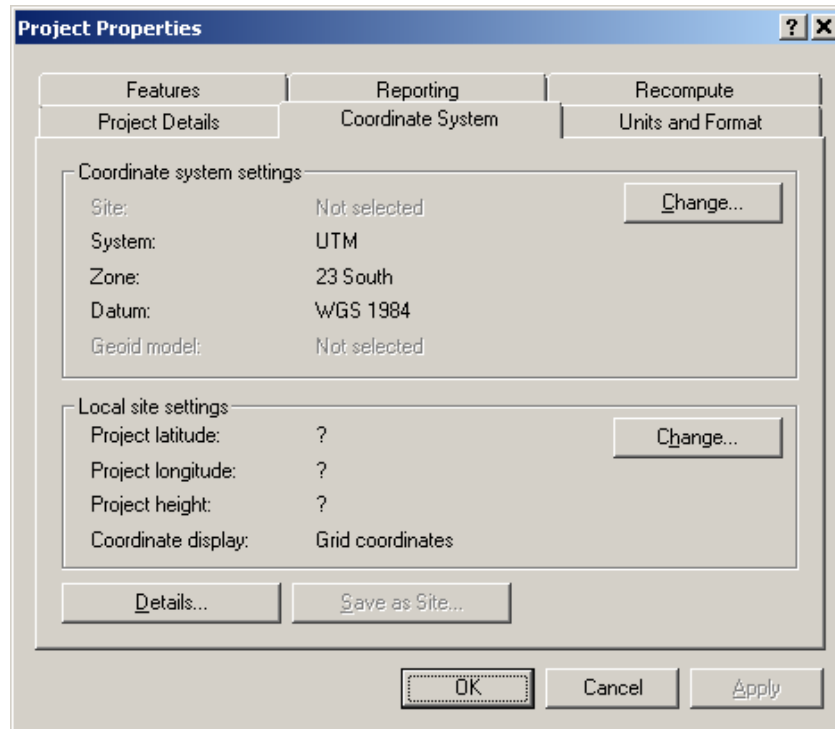 Project Properties
Features Reporting Recompute
Project Details Coordinate System Units and Format
Coordinate system settings
Site: Not selected Change...
System: UTM
Zone: 23 South
Datum: WGS 1984
Geoid model: Not selected
Local site settings
Project latitude: ? Change...
Project longitude: ?
Project height: ?
Coordinate display: Grid coordinates
Details... Save as Site...
OK Cancel Apply